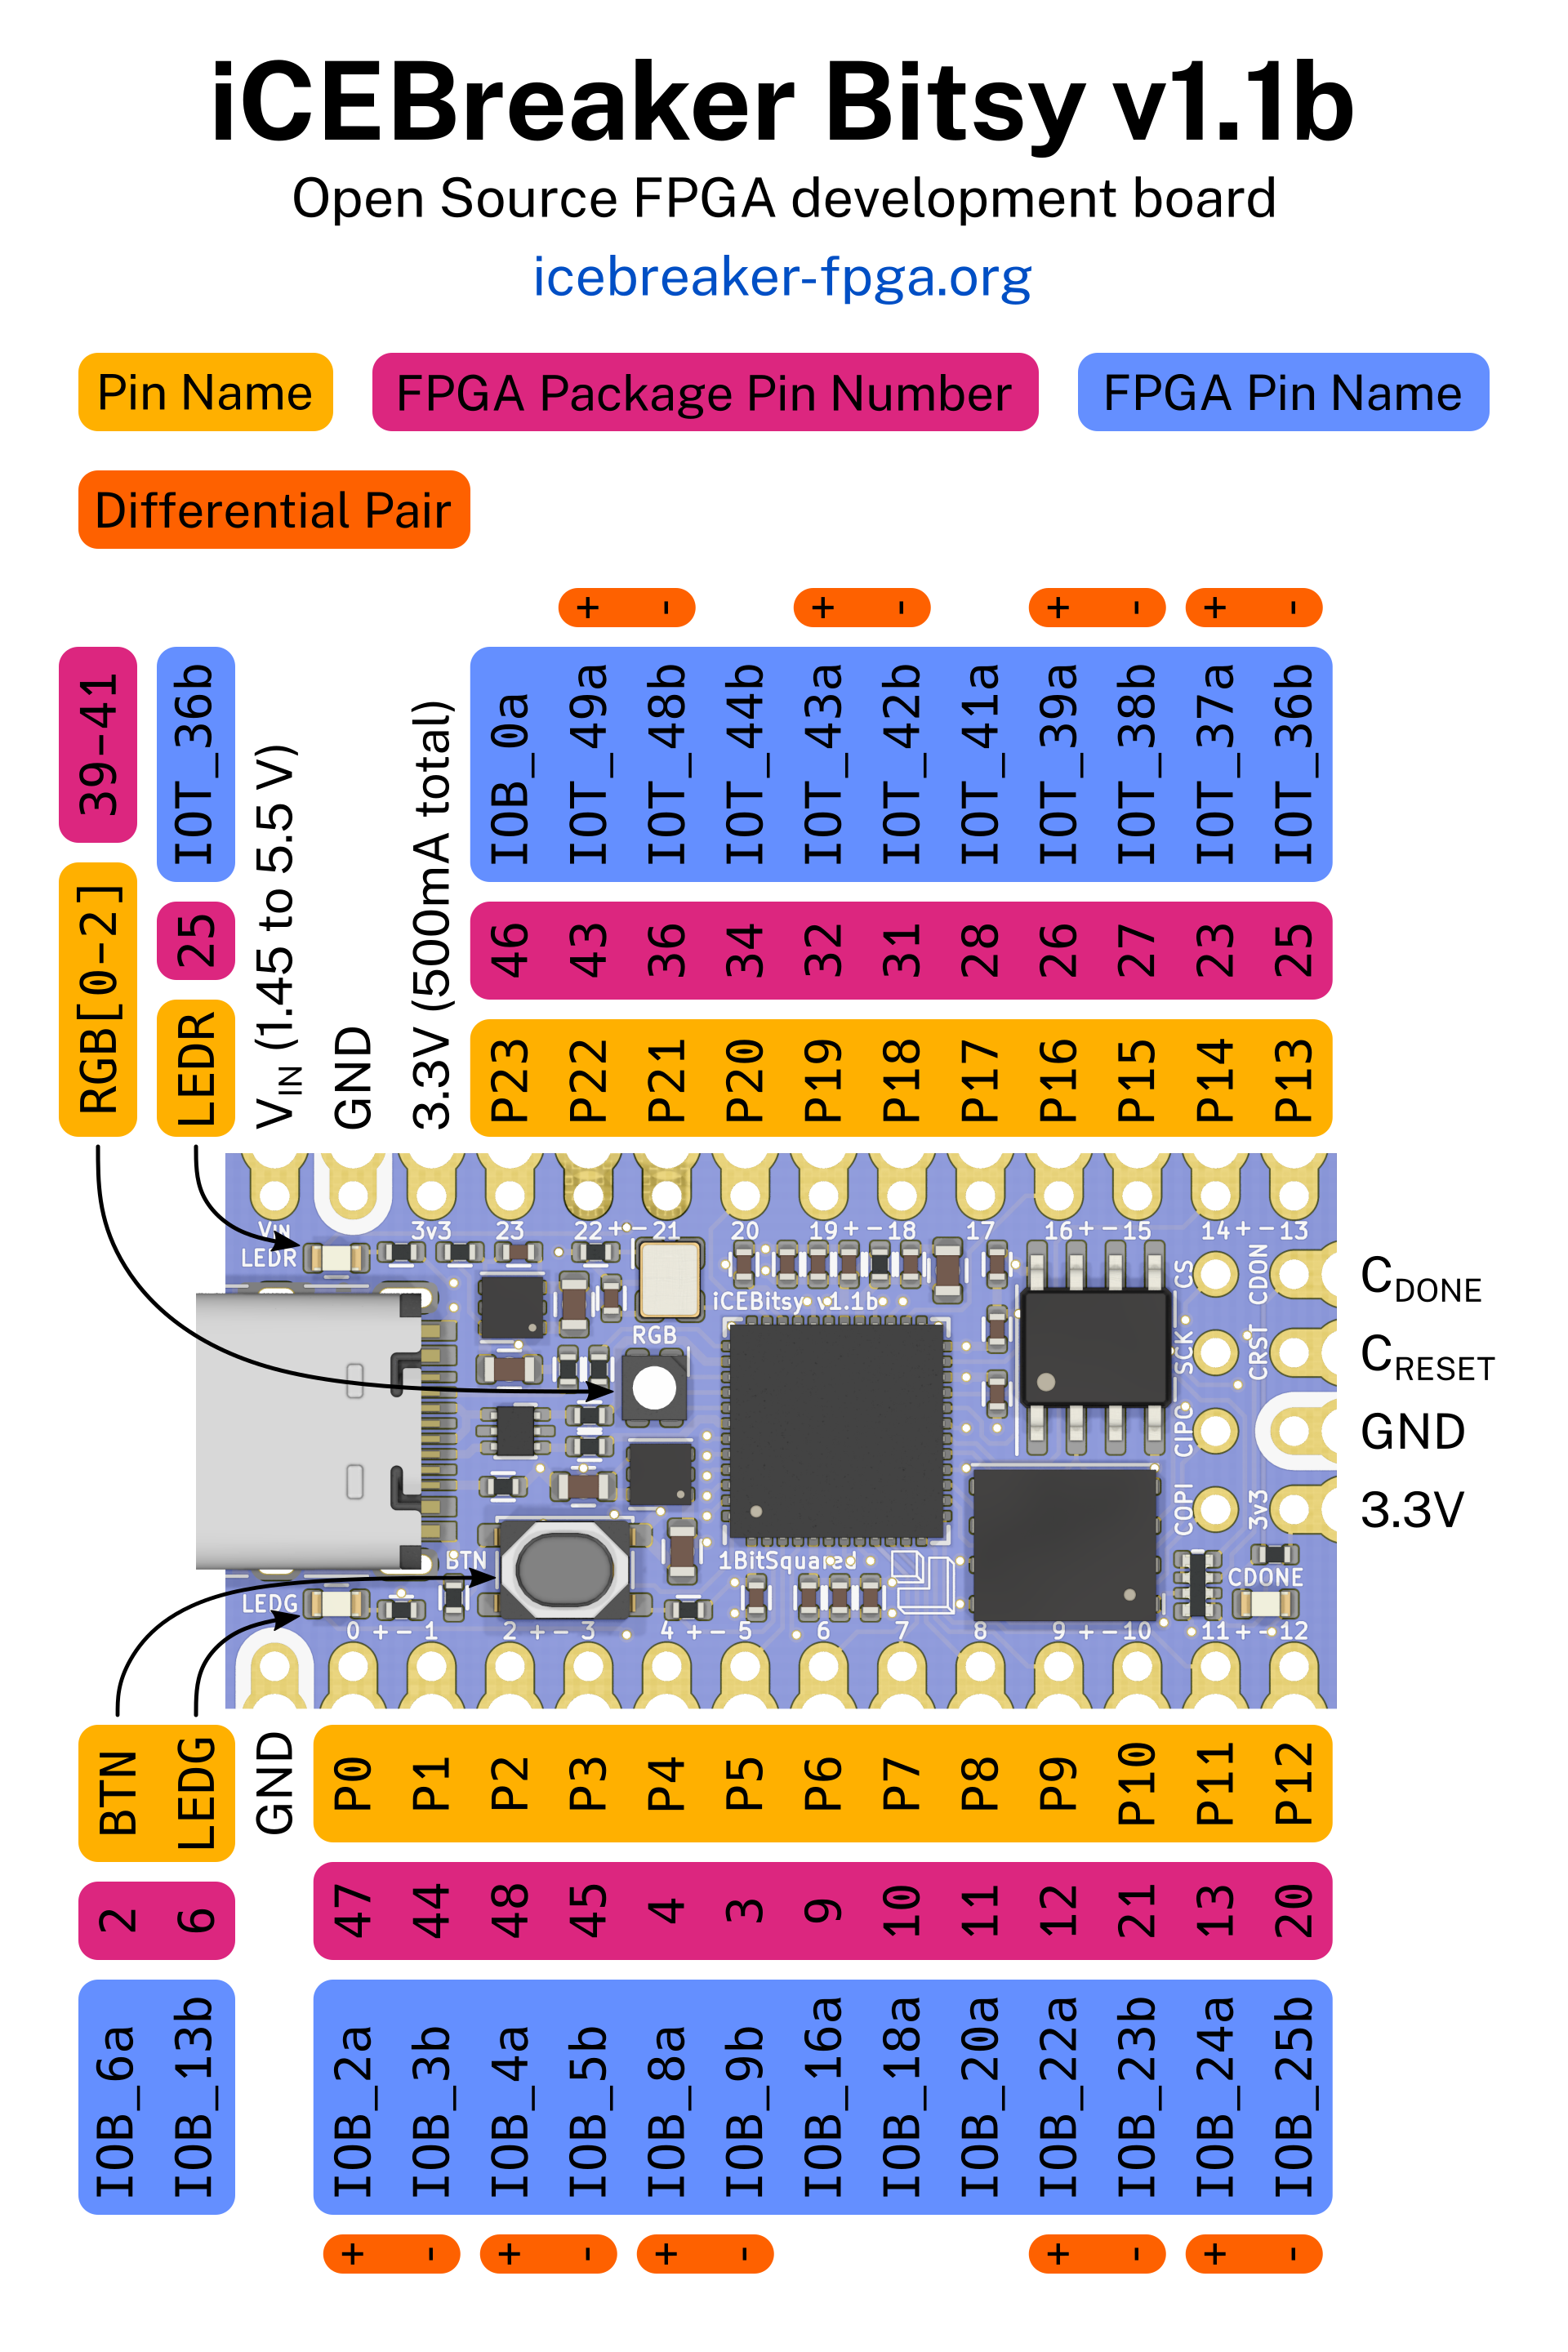 iCEBreaker Bitsy v1.1b
Open Source FPGA development board
icebreaker-fpga.org
Pin Name
FPGA Package Pin Number
FPGA Pin Name
Differential Pair
+ - + - + - + -
39-41
RGB[0-2]
IOT_36b
25
LEDR
VIN (1.45 to 5.5 V)
GND
3.3V (500mA total)
IOB_0a IOT_49a IOT_48b IOT_44b IOT_43a IOT_42b IOT_41a IOT_39a IOT_38b IOT_37a IOT_36b
46 43 36 34 32 31 28 26 27 23 25
P23 P22 P21 P20 P19 P18 P17 P16 P15 P14 P13
VIN 3v3 23 22+-21 20 19+-18 17 16+-15 14+-13
LEDR
CS
CDON
CDONE
iCEBitsy v1.1b
RGB
SCK
CRST
CRESET
CIPO
GND
COPI
3v3
3.3V
BTN
1BitSquared
CDONE
LEDG
0+-1 2+-3 4+-5 6 7 8 9+-10 11+-12
BTN LEDG GND P0 P1 P2 P3 P4 P5 P6 P7 P8 P9 P10 P11 P12
2 6 47 44 48 45 4 3 9 10 11 12 21 13 20
IOB_6a IOB_13b IOB_2a IOB_3b IOB_4a IOB_5b IOB_8a IOB_9b IOB_16a IOB_18a IOB_20a IOB_22a IOB_23b IOB_24a IOB_25b
+ - + - + - + - + -